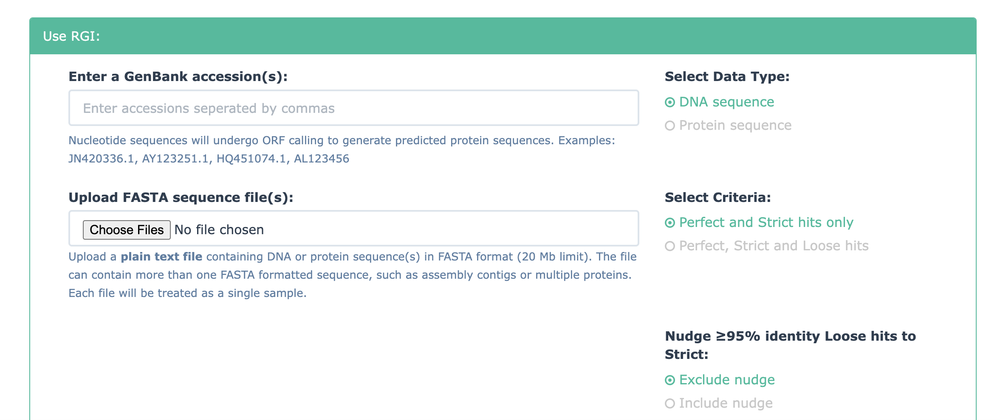 Use RGI:
Enter a GenBank accession(s):
Enter accessions seperated by commas
Nucleotide sequences will undergo ORF calling to generate predicted protein sequences. Examples:
JN420336.1, AY123251.1, HQ451074.1, AL123456
Select Data Type:
DNA sequence
Protein sequence
Upload FASTA sequence file(s):
Choose Files No file chosen
Upload a plain text file containing DNA or protein sequence(s) in FASTA format (20 Mb limit). The file
can contain more than one FASTA formatted sequence, such as assembly contigs or multiple proteins.
Each file will be treated as a single sample.
Select Criteria:
Perfect and Strict hits only
Perfect, Strict and Loose hits
Nudge ≥95% identity Loose hits to
Strict:
Exclude nudge
Include nudge